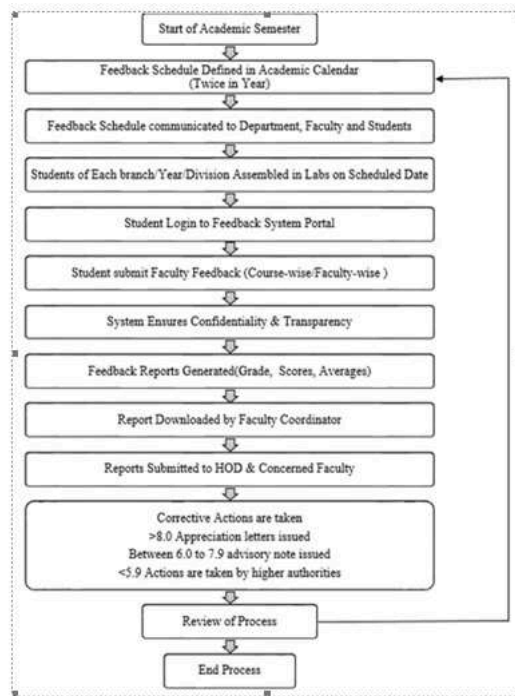 Start of Academic Semester
Feedback Schedule Defined in Academic Calendar
(Twice in Year)
Feedback Schedule communicated to Department, Faculty and Students
Students of Each branch/Year/Division Assembled in Labs on Scheduled Date
Student Login to Feedback System Portal
Student submit Faculty Feedback (Course-wise/Faculty-wise )
System Ensures Confidentiality & Transparency
Feedback Reports Generated(Grade, Scores, Averages)
Report Downloaded by Faculty Coordinator
Reports Submitted to HOD & Concerned Faculty
Corrective Actions are taken
>8.0 Appreciation letters issued
Between 6.0 to 7.9 advisory note issued
<5.9 Actions are taken by higher authorities
Review of Process
End Process